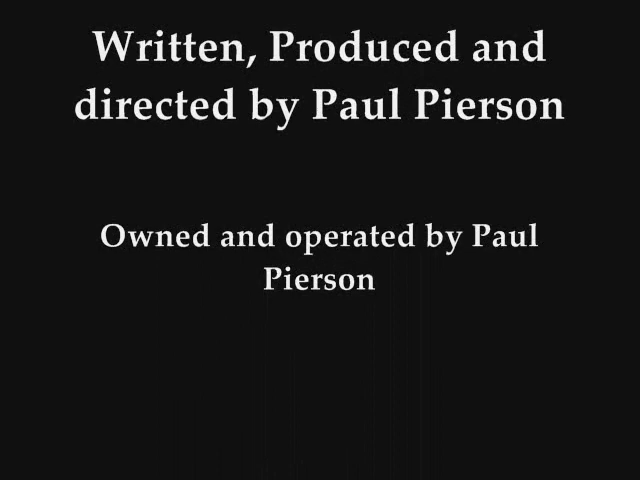 Written, Produced and
directed by Paul Pierson
Owned and operated by Paul
Pierson